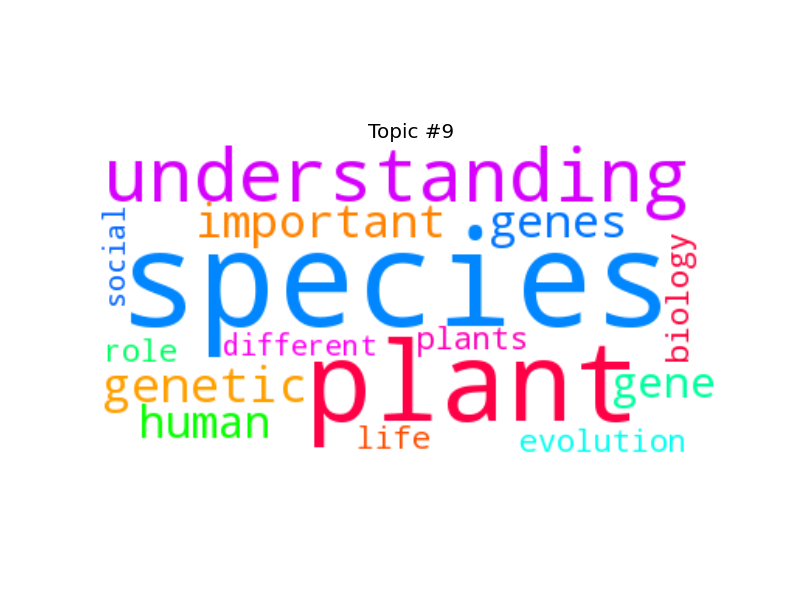 Topic #9
understanding
important
genes
social
species
biology
role
different
plants
genetic
plant
gene
human
life
evolution